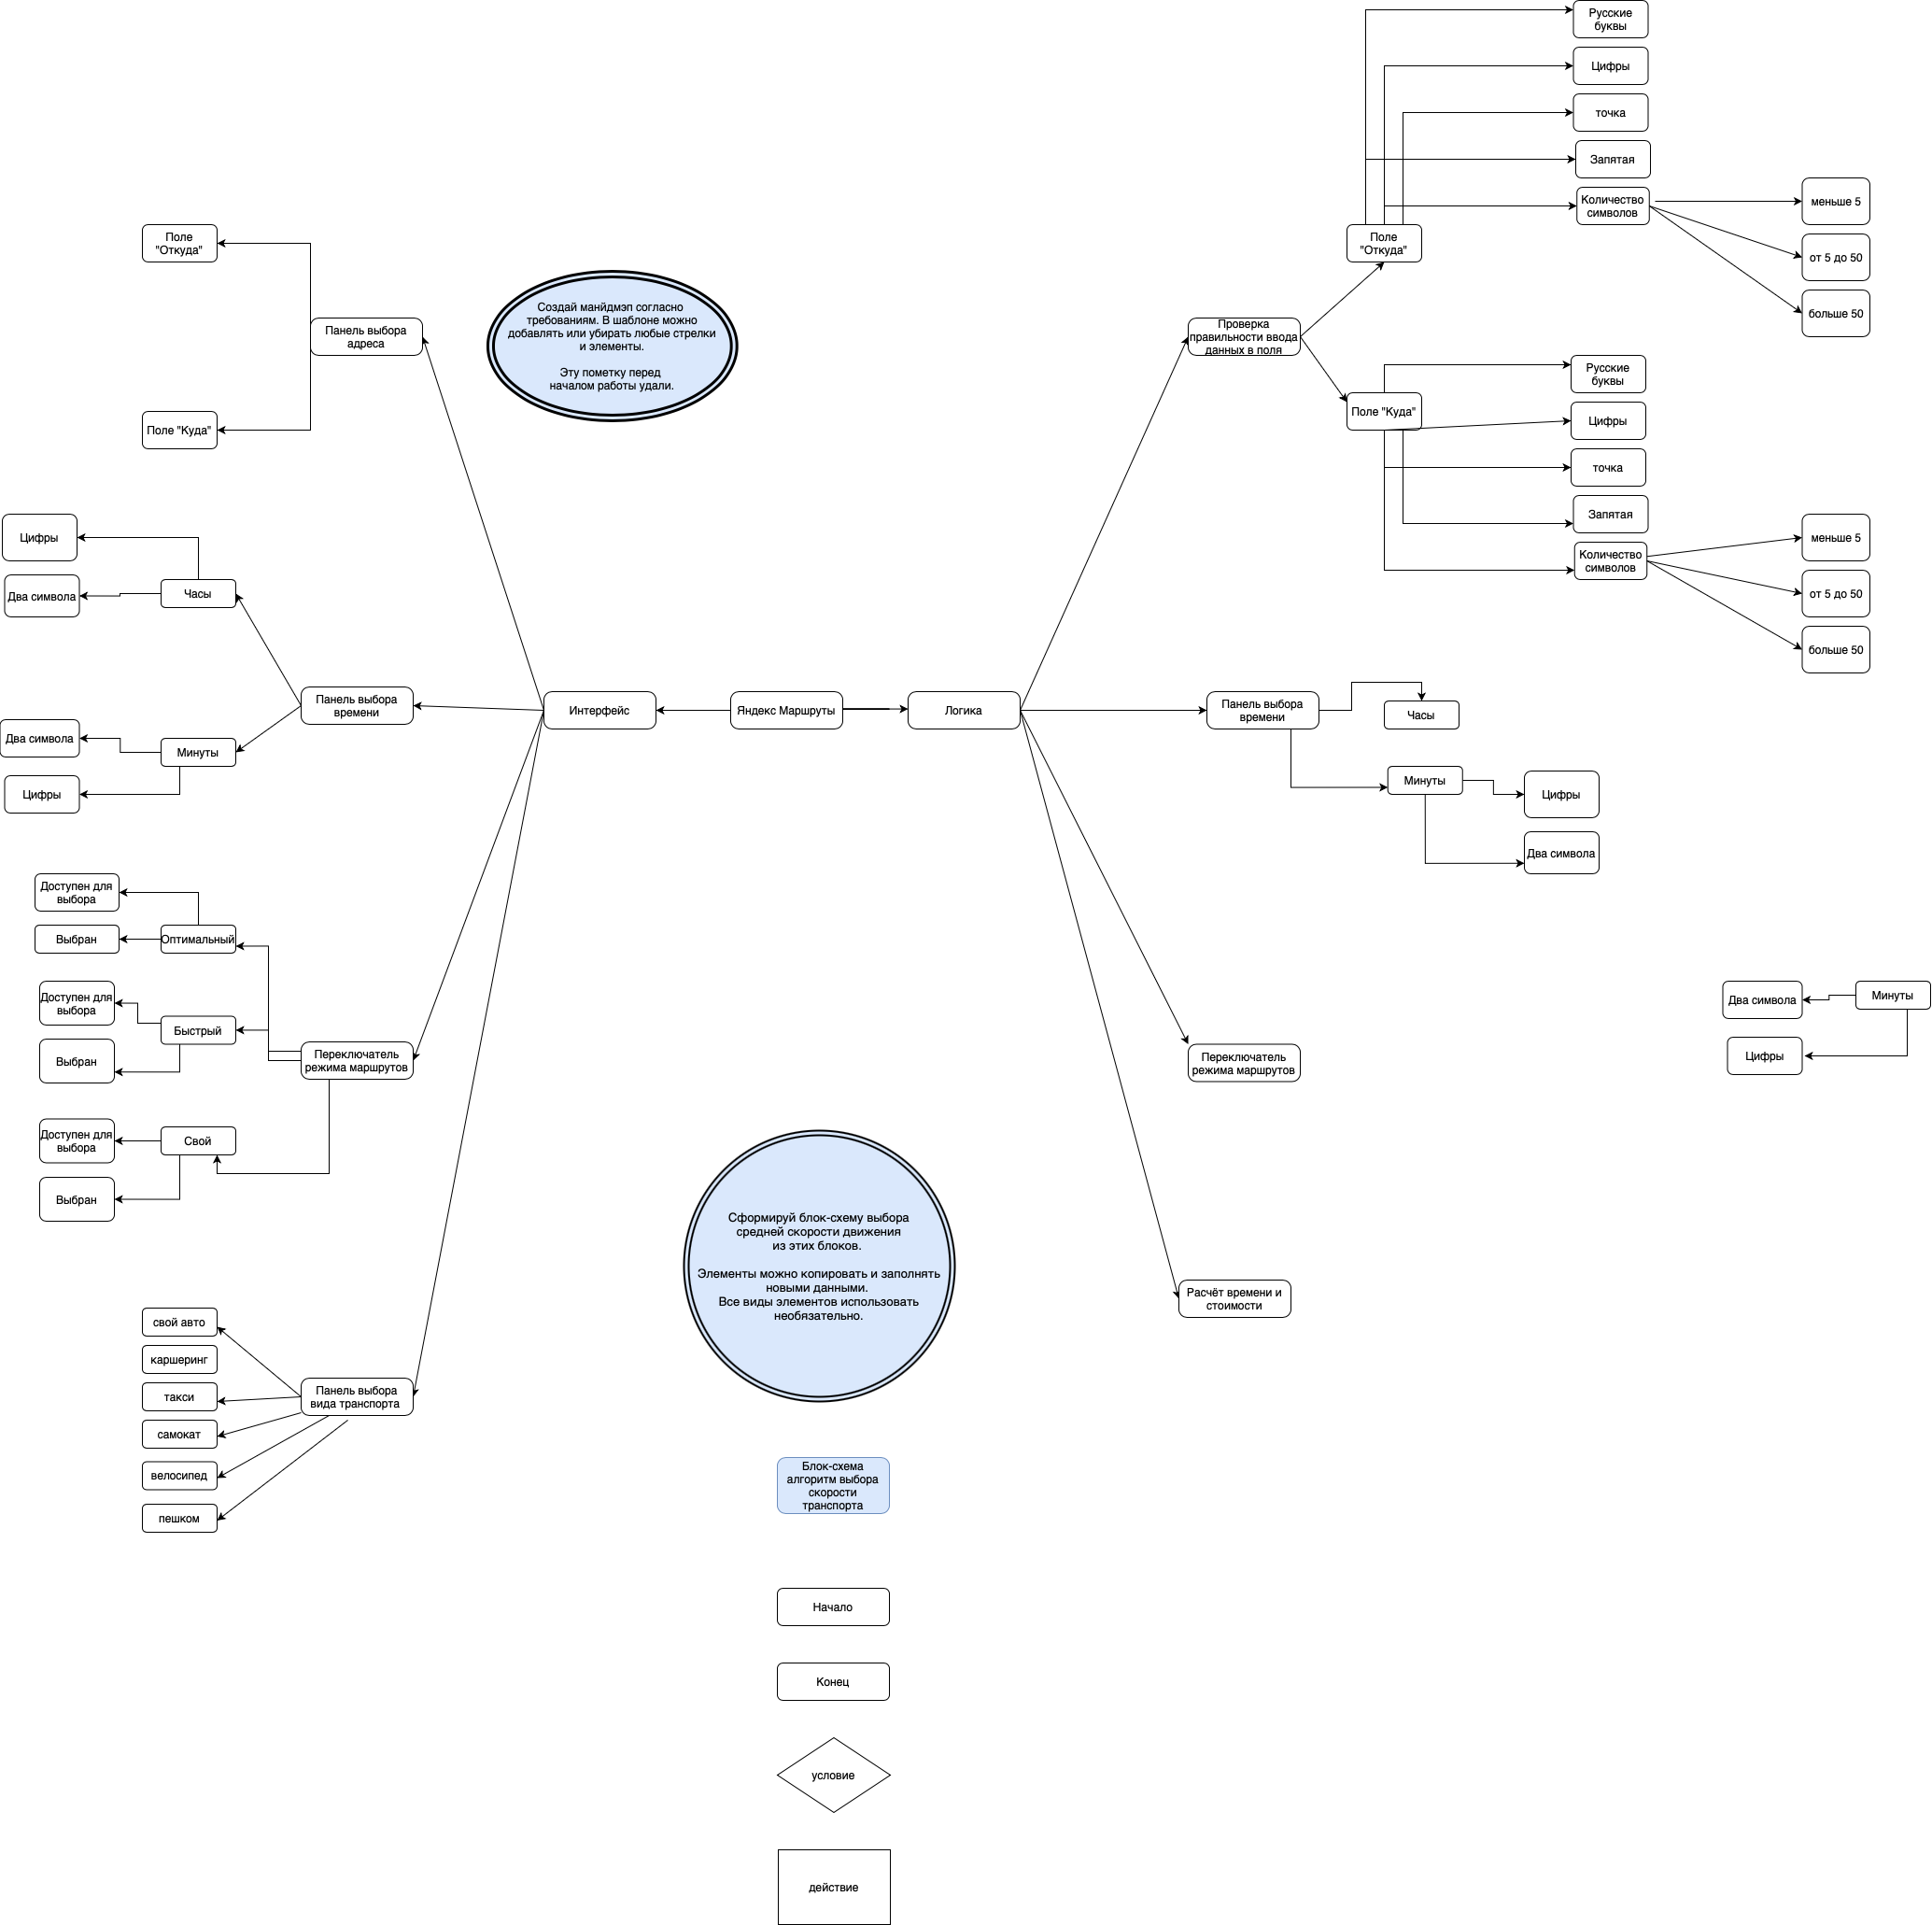 Русские
буквы
Цифры
точка
Запятая
Количество
символов
меньше 5
от 5 до 50
больше 50
Поле
"Откуда"
Поле
"Откуда"
Панель выбора
адреса
Поле "Куда"
Создай манйдмэп согласно
требованиям. В шаблоне можно
добавлять или убирать любые стрелки
и элементы.
Эту пометку перед
началом работы удали.
Проверка
правильности ввода
данных в поля
Поле "Куда"
Русские
буквы
Цифры
точка
Запятая
Количество
символов
меньше 5
от 5 до 50
больше 50
Цифры
Два символа
Часы
Панель выбора
времени
Два символа
Минуты
Цифры
Интерфейс
Яндекс Маршруты
Логика
Панель выбора
времени
Часы
Минуты
Цифры
Два символа
Доступен для
выбора
Выбран
Оптимальный
Доступен для
выбора
Быстрый
Выбран
Переключатель
режима маршрутов
Доступен для
выбора
Свой
Выбран
Переключатель
режима маршрутов
Два символа
Минуты
Цифры
Сформируй блок-схему выбора
средней скорости движения
из этих блоков.
Элементы можно копировать и заполнять
новыми данными.
Все виды элементов использовать
необязательно.
Расчёт времени и
стоимости
свой авто
каршеринг
такси
самокат
велосипед
пешком
Панель выбора
вида транспорта
Блок-схема
алгоритм выбора
скорости
транспорта
Начало
Конец
условие
действие